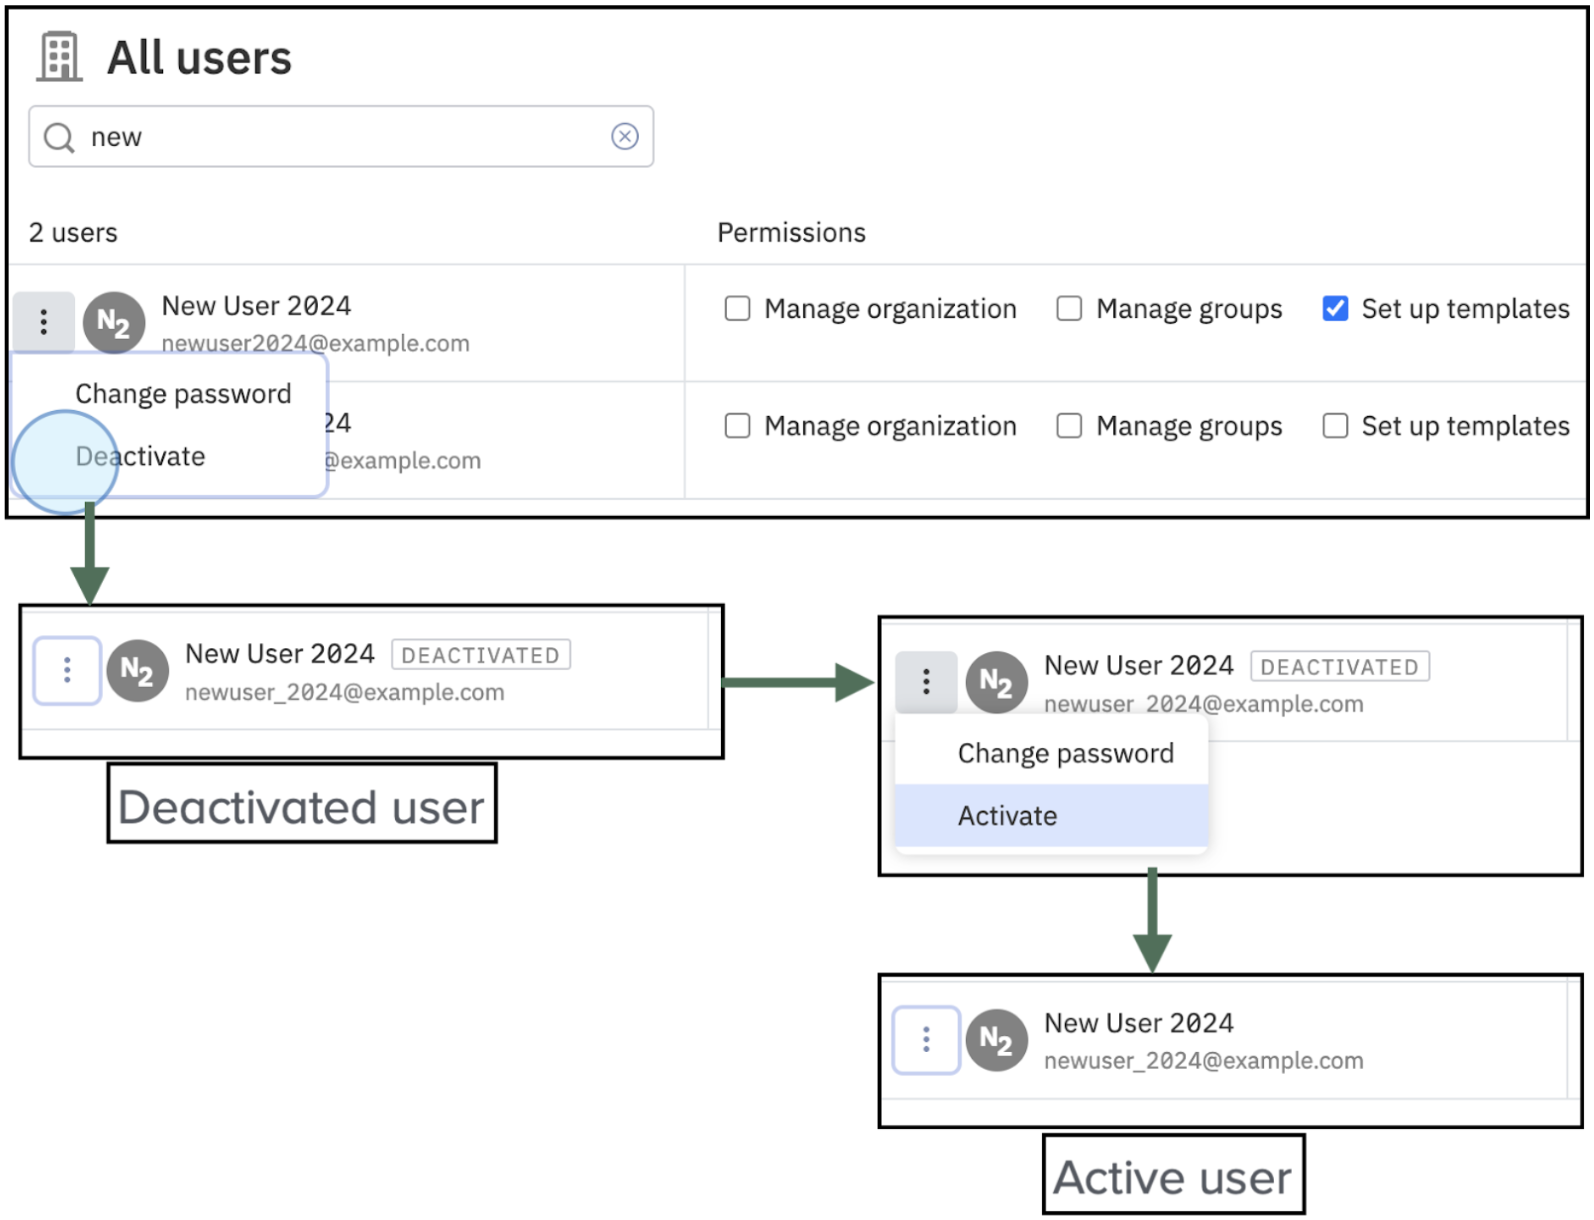 All users
new
2 users
Permissions
N2
New User 2024
newuser2024@example.com
Manage organization
Manage groups
Set up templates
Change password
Deactivate
24
@example.com
Manage organization
Manage groups
Set up templates
N2
New User 2024 DEACTIVATED
newuser_2024@example.com
Deactivated user
N2
New User 2024 DEACTIVATED
newuser_2024@example.com
Change password
Activate
N2
New User 2024
newuser_2024@example.com
Active user